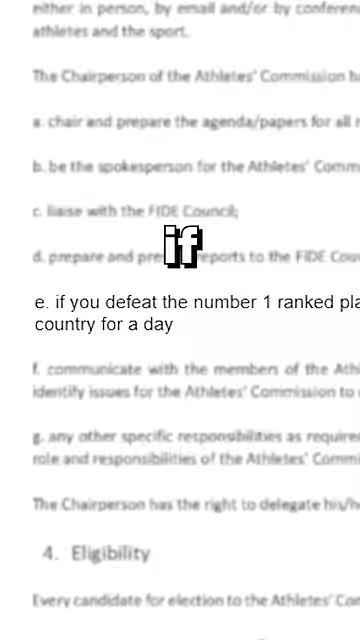 either in person, by email and/or by conferen
athletes and the sport.
The Chairperson of the Athletes' Commission h
a. chair and prepare the agenda/papers for all
b. be the spokesperson for the Athletes' Comm
c. liaise with the FIDE Council;
if
d. prepare and pre reports to the FIDE Cou
e. if you defeat the number 1 ranked pla
country for a day
f. communicate with the members of the Ath
identify issues for the Athletes' Commission to
g. any other specific responsibilities as require
role and responsibilities of the Athletes' Commi
The Chairperson has the right to delegate his/h
4. Eligibility
Every candidate for election to the Athletes' Com